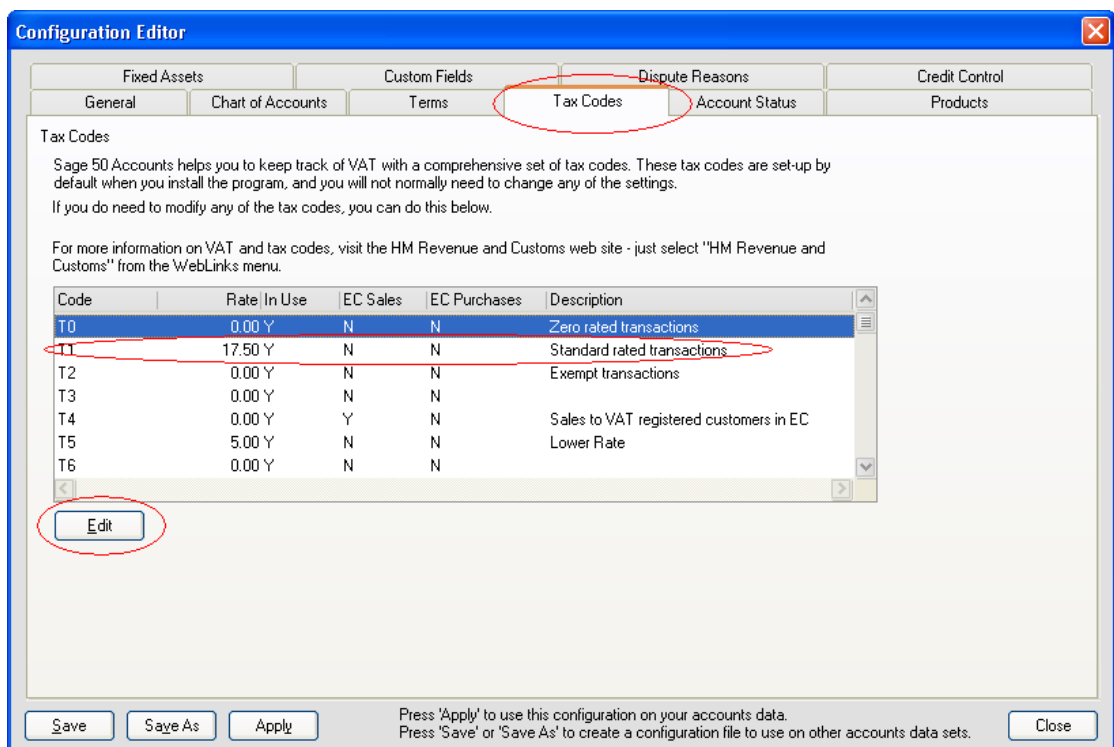 Configuration Editor
Fixed Assets Custom Fields Dispute Reasons Credit Control
General Chart of Accounts Terms Tax Codes Account Status Products
Tax Codes
Sage 50 Accounts helps you to keep track of VAT with a comprehensive set of tax codes. These tax codes are set-up by
default when you install the program, and you will not normally need to change any of the settings.
If you do need to modify any of the tax codes, you can do this below.
For more information on VAT and tax codes, visit the HM Revenue and Customs web site - just select "HM Revenue and
Customs" from the WebLinks menu.
Code Rate In Use EC Sales EC Purchases Description
T0 0.00 Y N N Zero rated transactions
T1 17.50 Y N N Standard rated transactions
T2 0.00 Y N N Exempt transactions
T3 0.00 Y N N
T4 0.00 Y Y N Sales to VAT registered customers in EC
T5 5.00 Y N N Lower Rate
T6 0.00 Y N N
Edit
Press 'Apply' to use this configuration on your accounts data.
Save Save As Apply Press 'Save' or 'Save As' to create a configuration file to use on other accounts data sets. Close